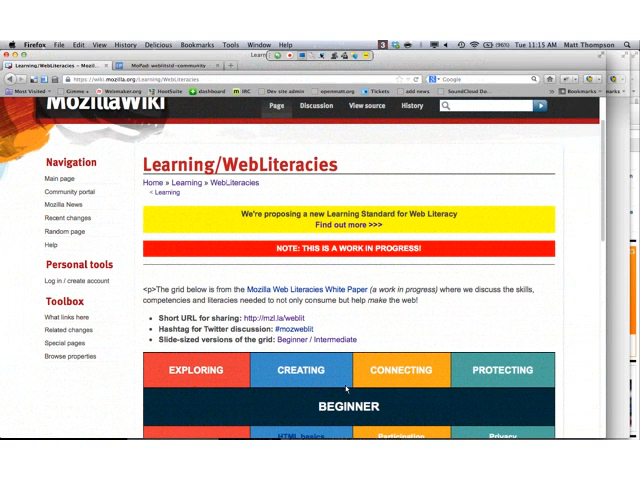 Firefox File Edit View History Bookmarks Delicious Tools Window Help 3 (96%) Tue 11:15 AM Matt Thompson
Learning/WebLiteracies – Mozil... MoPad: weblitstd-community
https://wiki.mozilla.org/Learning/WebLiteracies Google
Most Visited Gimme Webmaker.org HootSuite dashboard IRC Dev site admin openmatt.org Tickets add news SoundCloud Do... Bookmarks
MozillaWiki
Page Discussion View source History
Navigation
Main page
Community portal
Mozilla News
Recent changes
Random page
Help
Personal tools
Log in / create account
Toolbox
What links here
Related changes
Special pages
Browse properties
Learning/WebLiteracies
Home » Learning » WebLiteracies
< Learning
We're proposing a new Learning Standard for Web Literacy
Find out more >>>
NOTE: THIS IS A WORK IN PROGRESS!
<p>The grid below is from the Mozilla Web Literacies White Paper (a work in progress) where we discuss the skills,
competencies and literacies needed to not only consume but help make the web!
• Short URL for sharing: http://mzl.la/weblit
• Hashtag for Twitter discussion: #mozweblit
• Slide-sized versions of the grid: Beginner / Intermediate
EXPLORING CREATING CONNECTING PROTECTING
BEGINNER
HTML basics Participation Privacy